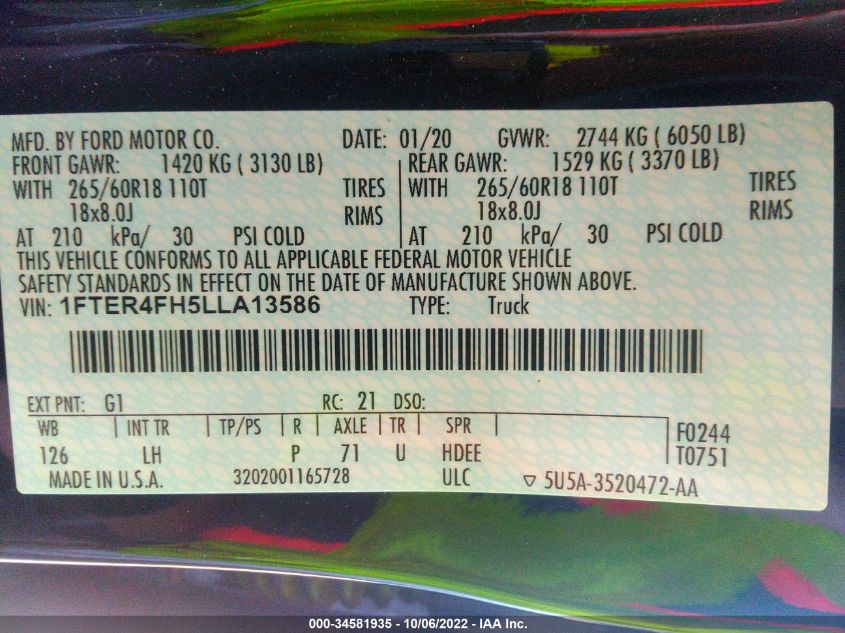 MFD. BY FORD MOTOR CO. DATE: 01/20 GVWR: 2744 KG ( 6050 LB)
FRONT GAWR: 1420 KG ( 3130 LB) REAR GAWR: 1529 KG ( 3370 LB)
WITH 265/60R18 110T TIRES WITH 265/60R18 110T TIRES
18x8.0J RIMS 18x8.0J RIMS
AT 210 kPa/ 30 PSI COLD AT 210 kPa/ 30 PSI COLD
THIS VEHICLE CONFORMS TO ALL APPLICABLE FEDERAL MOTOR VEHICLE
SAFETY STANDARDS IN EFFECT ON THE DATE OF MANUFACTURE SHOWN ABOVE.
VIN: 1FTER4FH5LLA13586 TYPE: Truck
EXT PNT: G1 RC: 21 DSO:
WB INT TR TP/PS R AXLE TR SPR F0244
126 LH P 71 U HDEE T0751
MADE IN U.S.A. 3202001165728 ULC ▽ 5U5A-3520472-AA
000-34581935 - 10/06/2022 - IAA Inc.